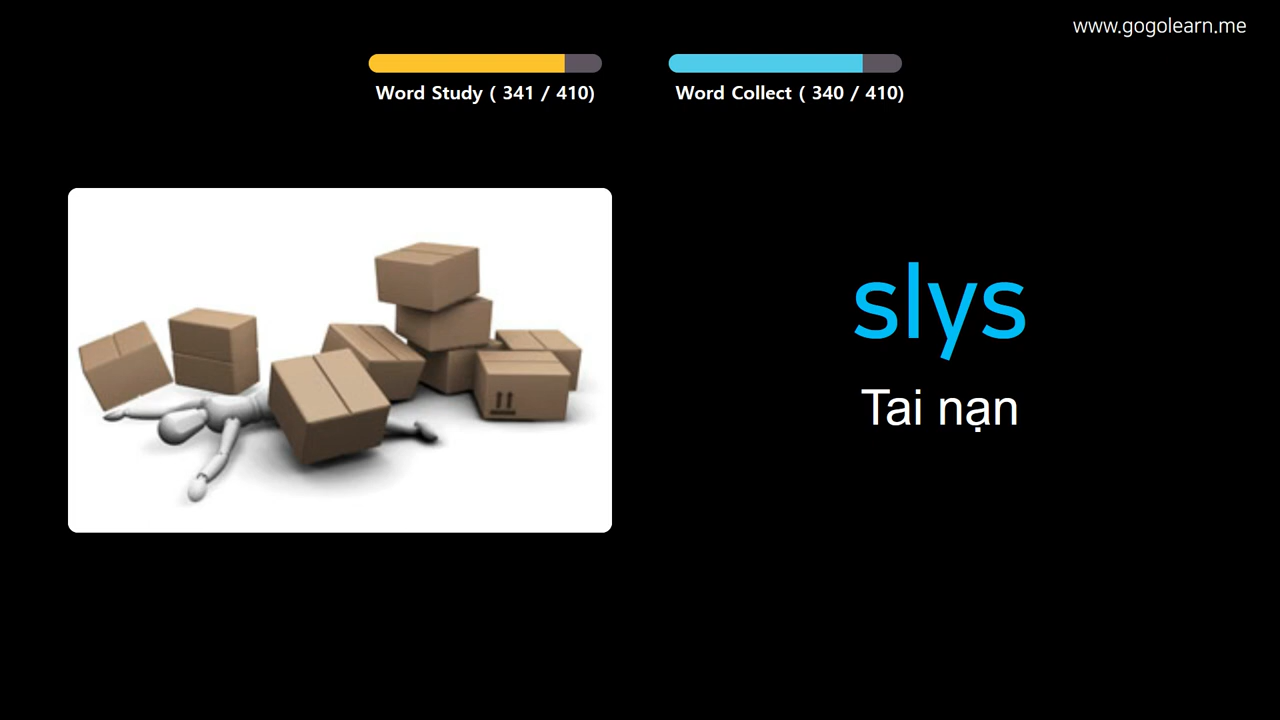 www.gogolearn.me
Word Study ( 341 / 410)
Word Collect ( 340 / 410)
slys
Tai nạn